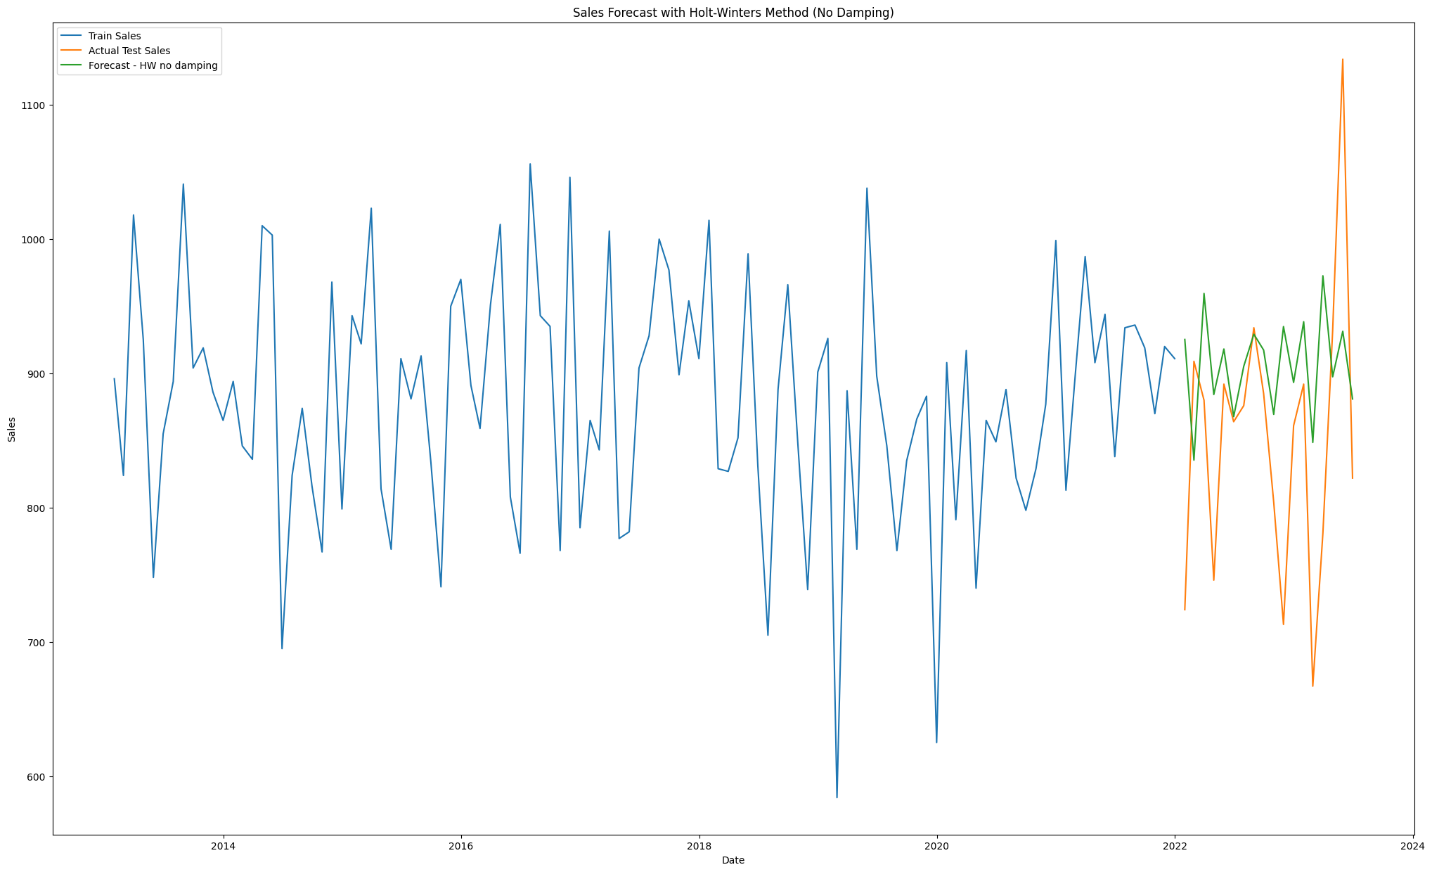 Sales Forecast with Holt-Winters Method (No Damping)
Train Sales
Actual Test Sales
Forecast - HW no damping
1100
1000
900
800
700
600
Sales
2014
2016
2018
2020
2022
2024
Date